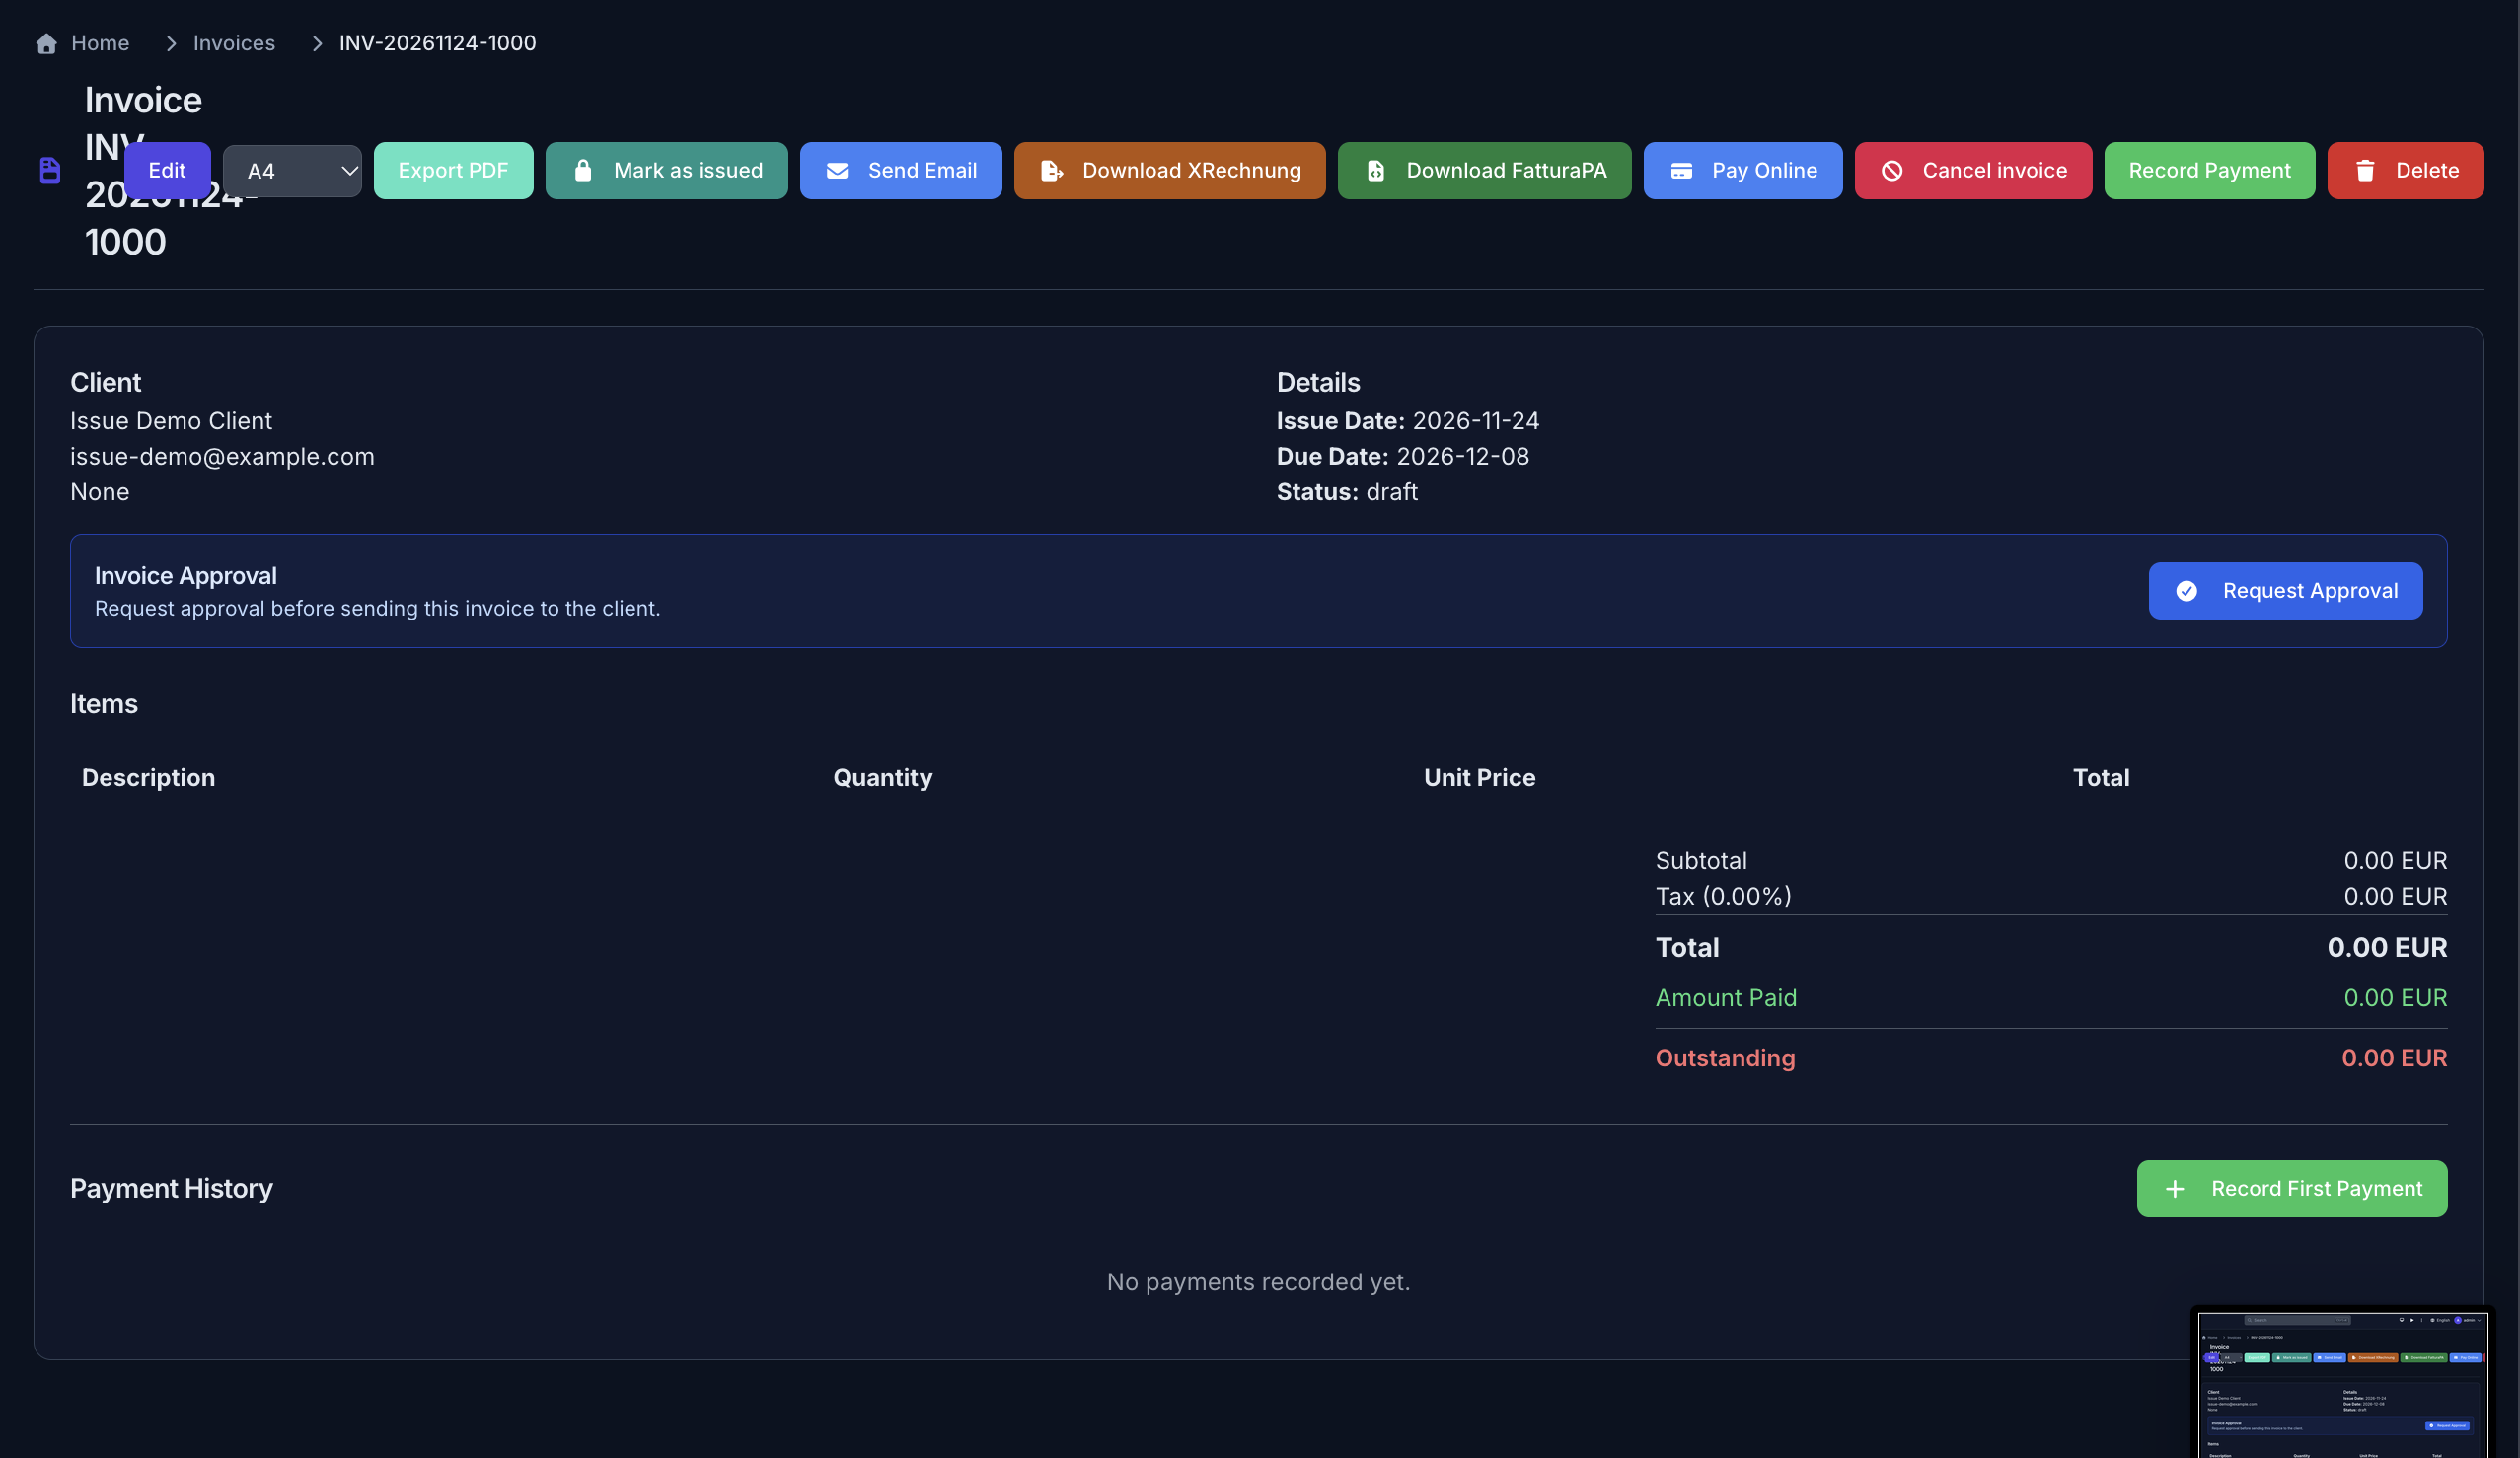 Home > Invoices > INV-20261124-1000
Invoice
INV-
20261124-
1000
Edit A4 Export PDF Mark as issued Send Email Download XRechnung Download FatturaPA Pay Online Cancel invoice Record Payment Delete
Client
Issue Demo Client
issue-demo@example.com
None
Details
Issue Date: 2026-11-24
Due Date: 2026-12-08
Status: draft
Invoice Approval
Request approval before sending this invoice to the client.
Request Approval
Items
Description Quantity Unit Price Total
Subtotal 0.00 EUR
Tax (0.00%) 0.00 EUR
Total 0.00 EUR
Amount Paid 0.00 EUR
Outstanding 0.00 EUR
Payment History
Record First Payment
No payments recorded yet.